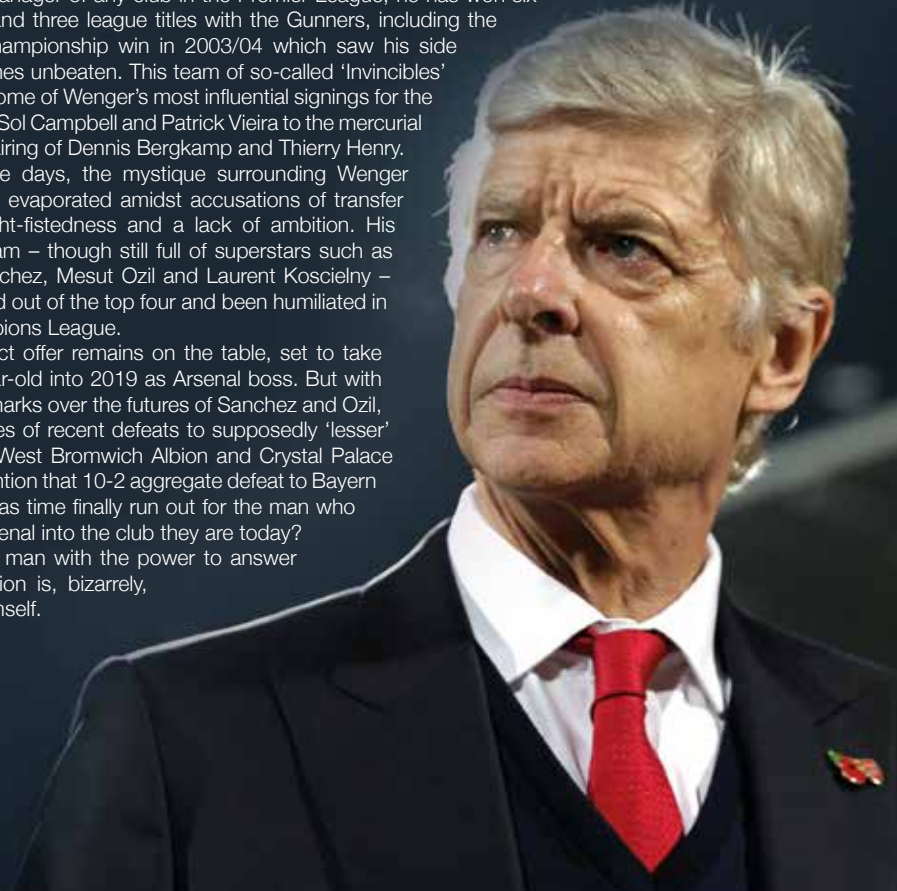 anager of any club in the Premier League, he has won six
and three league titles with the Gunners, including the
ampionship win in 2003/04 which saw his side
es unbeaten. This team of so-called ‘Invincibles’
ome of Wenger’s most influential signings for the
Sol Campbell and Patrick Vieira to the mercurial
iring of Dennis Bergkamp and Thierry Henry.
e days, the mystique surrounding Wenger
evaporated amidst accusations of transfer
ht-fistedness and a lack of ambition. His
am – though still full of superstars such as
chez, Mesut Ozil and Laurent Koscielny –
d out of the top four and been humiliated in
pions League.
ct offer remains on the table, set to take
ar-old into 2019 as Arsenal boss. But with
marks over the futures of Sanchez and Ozil,
es of recent defeats to supposedly ‘lesser’
West Bromwich Albion and Crystal Palace
ntion that 10-2 aggregate defeat to Bayern
as time finally run out for the man who
enal into the club they are today?
man with the power to answer
ion is, bizarrely,
mself.